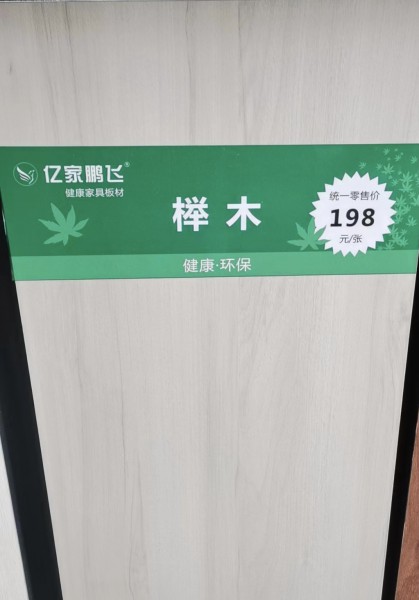 亿家鹏飞®
健康家具板材
榉木
统一零售价
198
元/张
健康·环保